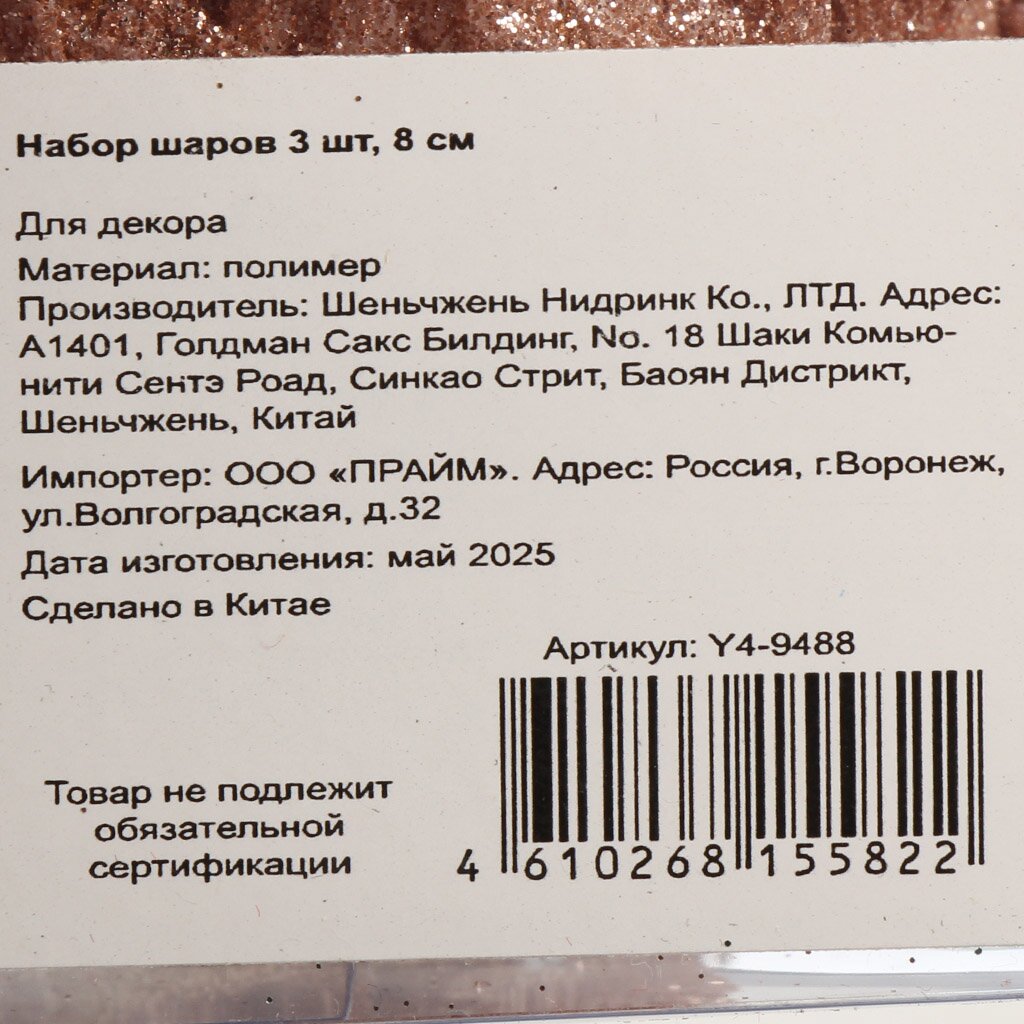 Набор шаров 3 шт, 8 см
Для декора
Материал: полимер
Производитель: Шеньчжень Нидринк Ко., ЛТД. Адрес:
А1401, Голдман Сакс Билдинг, No. 18 Шаки Комью-
нити Сентэ Роад, Синкао Стрит, Баоян Дистрикт,
Шеньчжень, Китай
Импортер: ООО «ПРАЙМ». Адрес: Россия, г.Воронеж,
ул.Волгоградская, д.32
Дата изготовления: май 2025
Сделано в Китае
Артикул: Y4-9488
Товар не подлежит
обязательной
сертификации
4 610268 155822